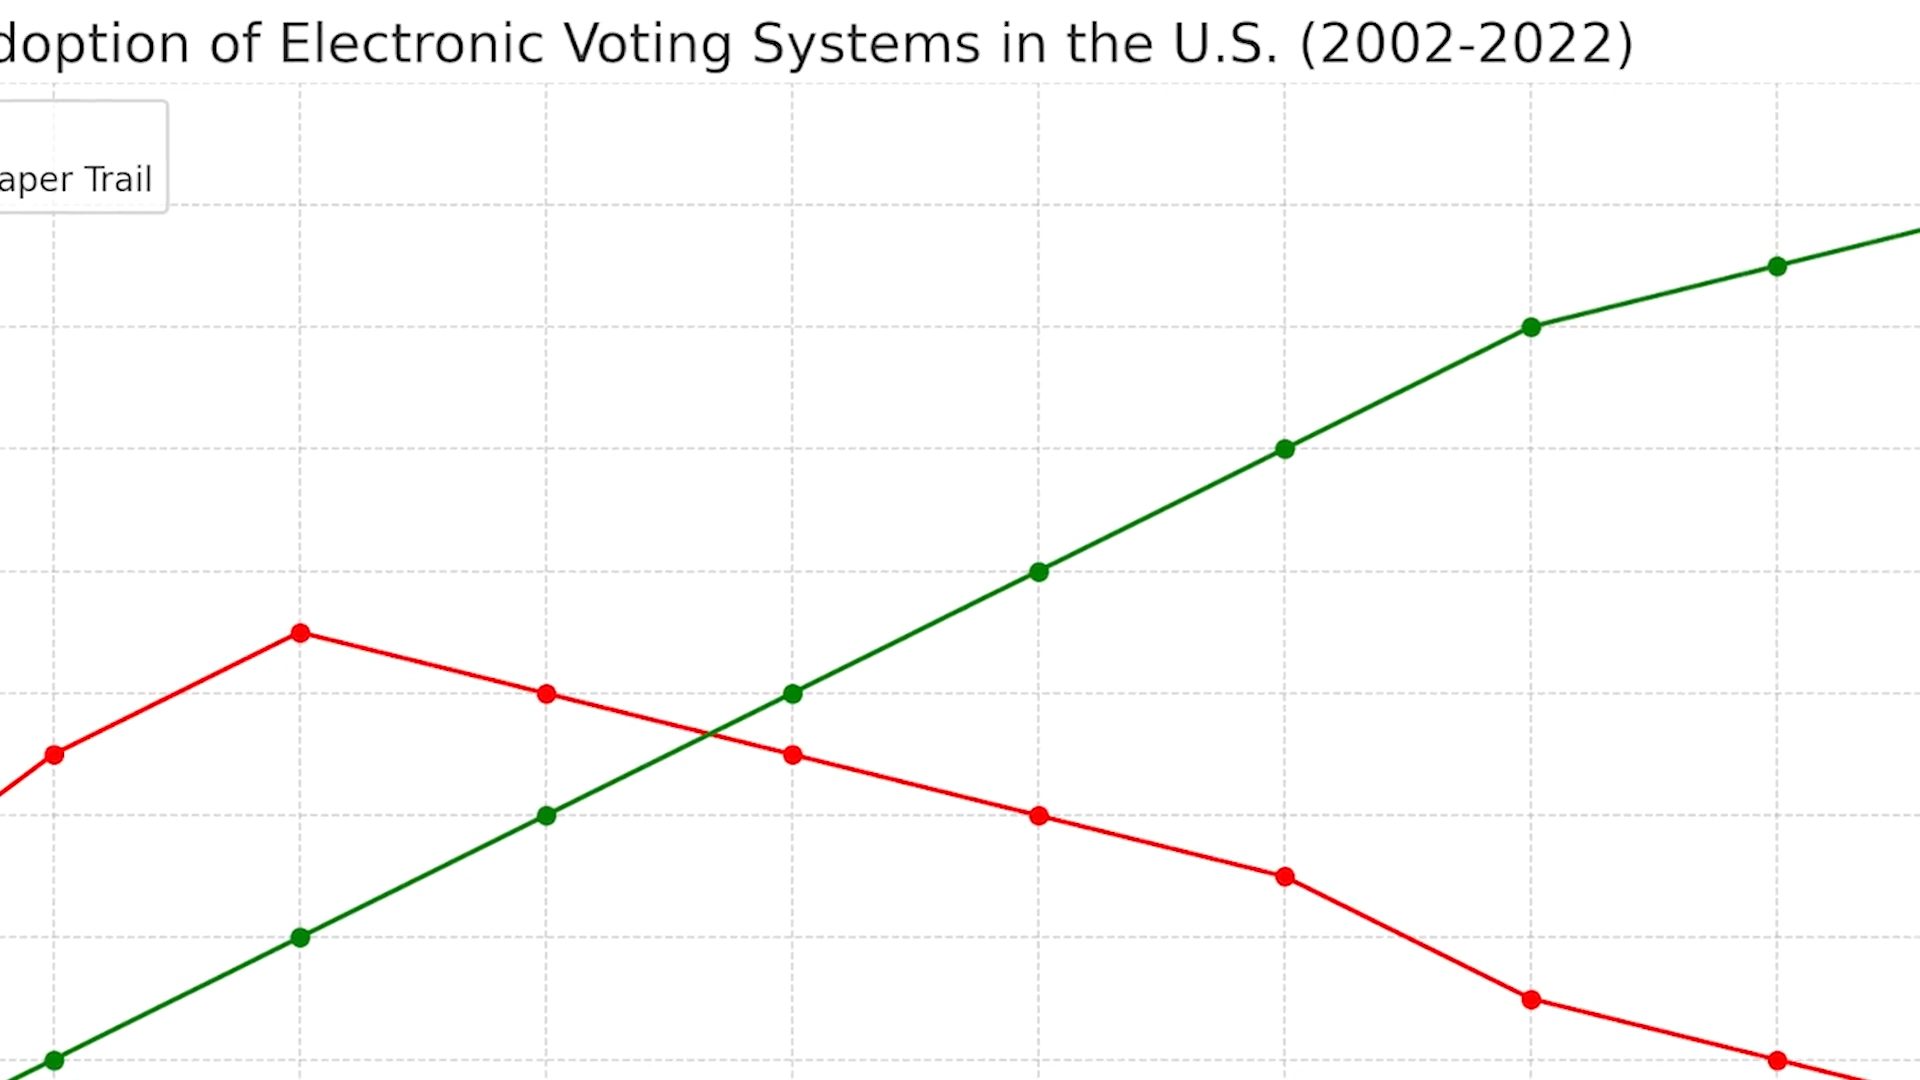 doption of Electronic Voting Systems in the U.S. (2002-2022)
aper Trail